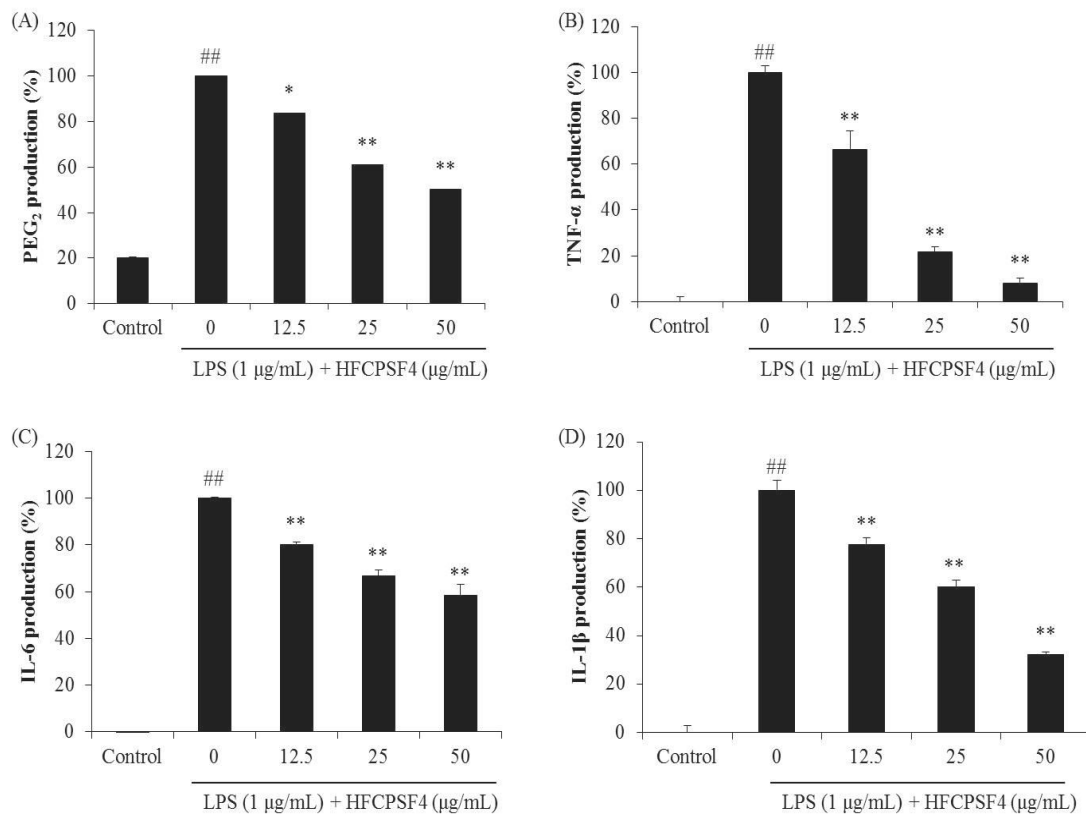 (A)
PEG₂ production (%)
120
100
80
60
40
20
0
##
*
**
**
Control 0 12.5 25 50
LPS (1 μg/mL) + HFCPSF4 (μg/mL)
(B)
TNF-α production (%)
120
100
80
60
40
20
0
##
**
**
**
Control 0 12.5 25 50
LPS (1 μg/mL) + HFCPSF4 (μg/mL)
(C)
IL-6 production (%)
120
100
80
60
40
20
0
##
**
**
**
Control 0 12.5 25 50
LPS (1 μg/mL) + HFCPSF4 (μg/mL)
(D)
IL-1β production (%)
120
100
80
60
40
20
0
##
**
**
**
Control 0 12.5 25 50
LPS (1 μg/mL) + HFCPSF4 (μg/mL)